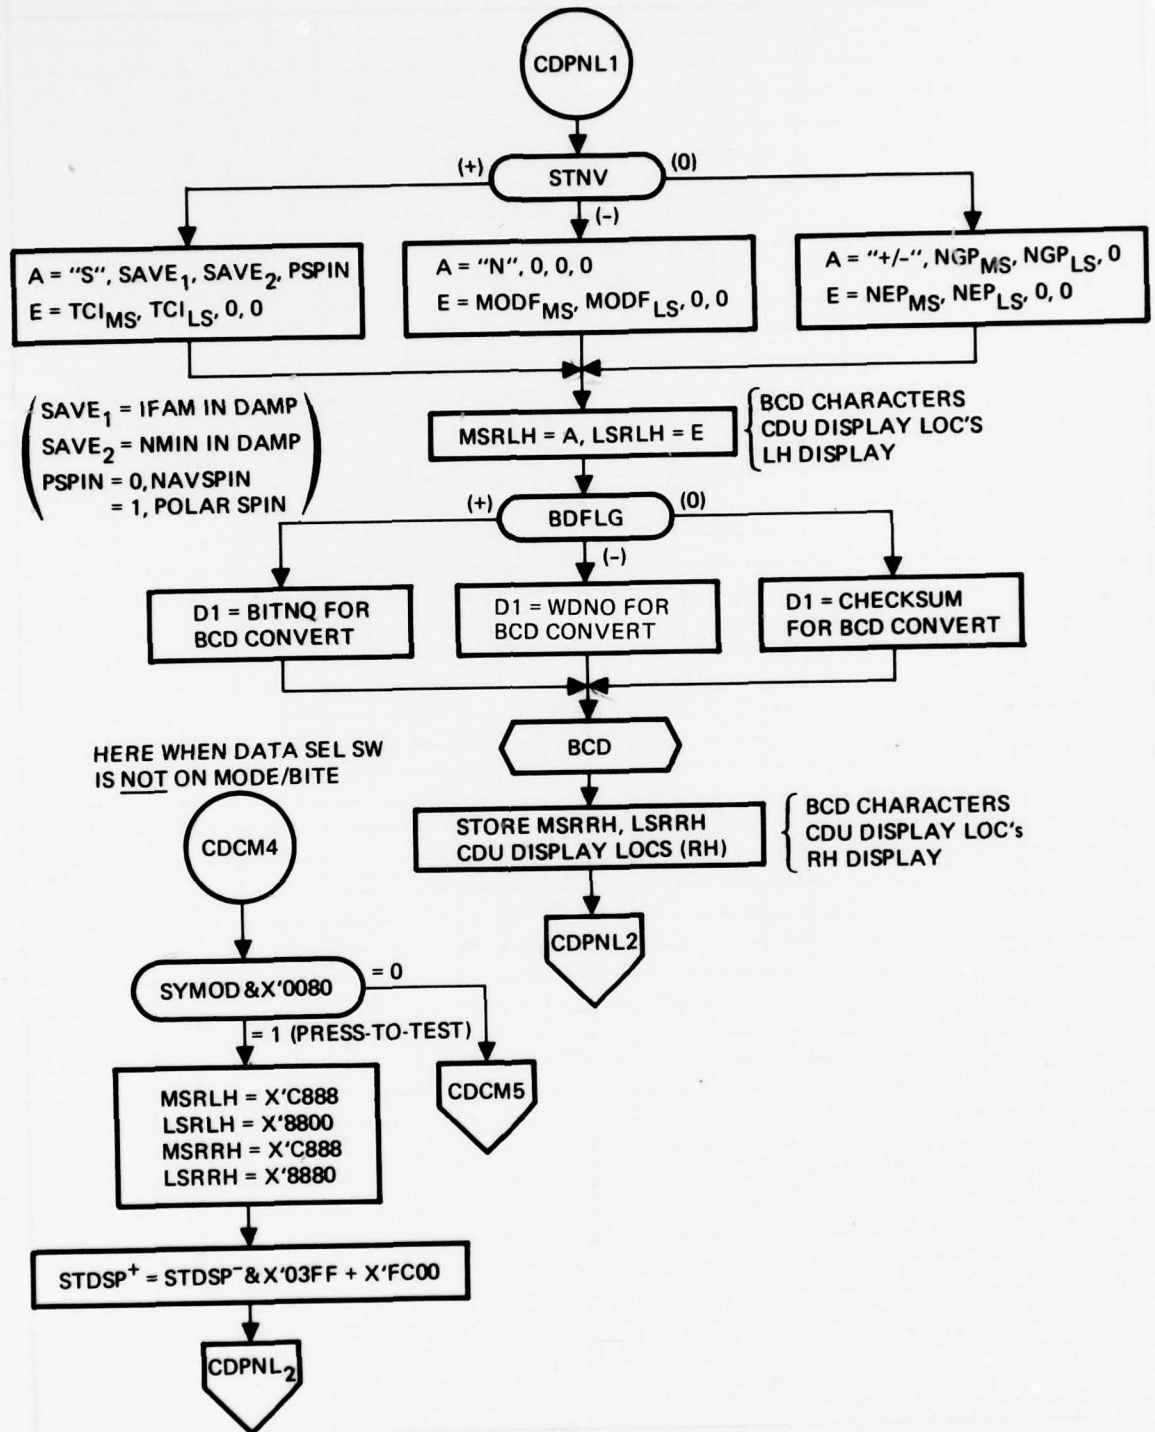 CDPNL1
(+)
STNV
(0)
(-)
A = "S", SAVE1, SAVE2, PSPIN
E = TCIMS, TCILS, 0, 0
A = "N", 0, 0, 0
E = MODFMS, MODFLS, 0, 0
A = "+/-", NGPMS, NGPLS, 0
E = NEPMS, NEPLS, 0, 0
SAVE1 = IFAM IN DAMP
SAVE2 = NMIN IN DAMP
PSPIN = 0, NAVSPIN
= 1, POLAR SPIN
MSRLH = A, LSRLH = E
BCD CHARACTERS
CDU DISPLAY LOC'S
LH DISPLAY
(+)
BDFLG
(0)
(-)
D1 = BITNQ FOR
BCD CONVERT
D1 = WDNO FOR
BCD CONVERT
D1 = CHECKSUM
FOR BCD CONVERT
BCD
STORE MSRRH, LSRRH
CDU DISPLAY LOCS (RH)
BCD CHARACTERS
CDU DISPLAY LOC's
RH DISPLAY
CDPNL2
HERE WHEN DATA SEL SW
IS NOT ON MODE/BITE
CDCM4
SYMOD &X'0080
= 0
= 1 (PRESS-TO-TEST)
CDCM5
MSRLH = X'C888
LSRLH = X'8800
MSRRH = X'C888
LSRRH = X'8880
STDSP+ = STDSP- &X'03FF + X'FC00
CDPNL2